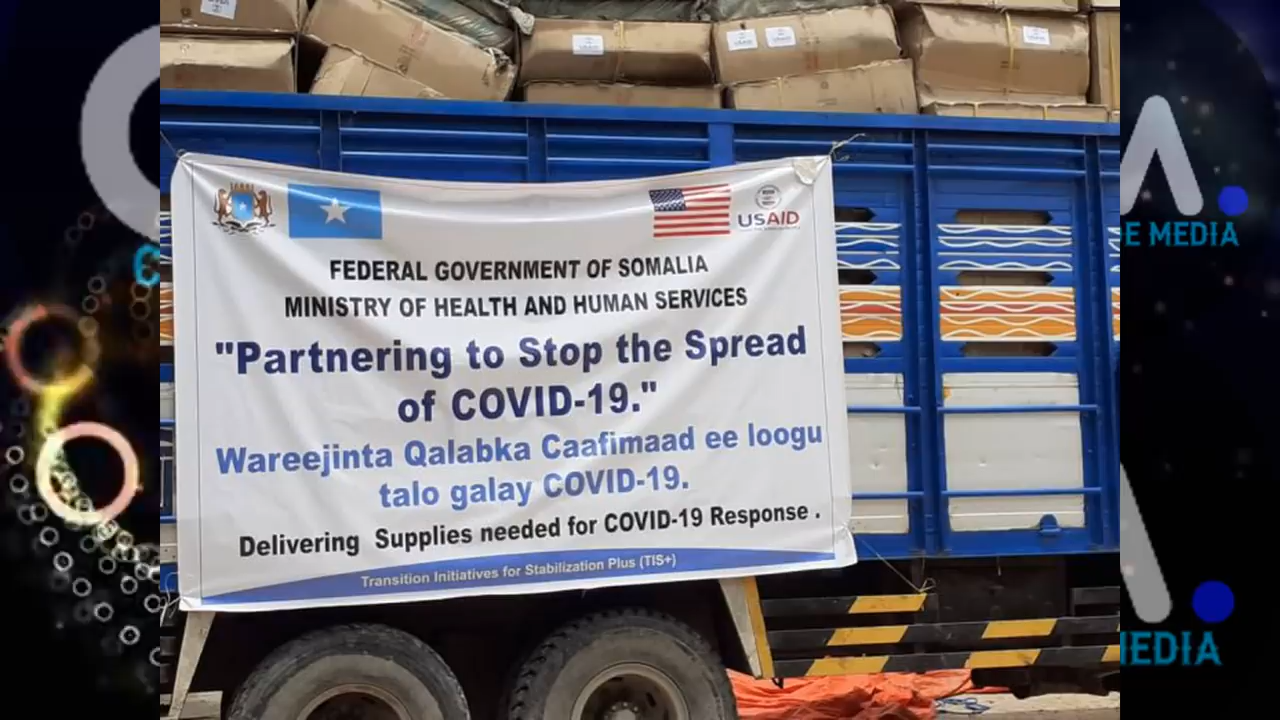 USAID
FEDERAL GOVERNMENT OF SOMALIA
MINISTRY OF HEALTH AND HUMAN SERVICES
"Partnering to Stop the Spread
of COVID-19."
Wareejinta Qalabka Caafimaad ee loogu
talo galay COVID-19.
Delivering Supplies needed for COVID-19 Response .
Transition Initiatives for Stabilization Plus (TIS+)
E MEDIA
MEDIA